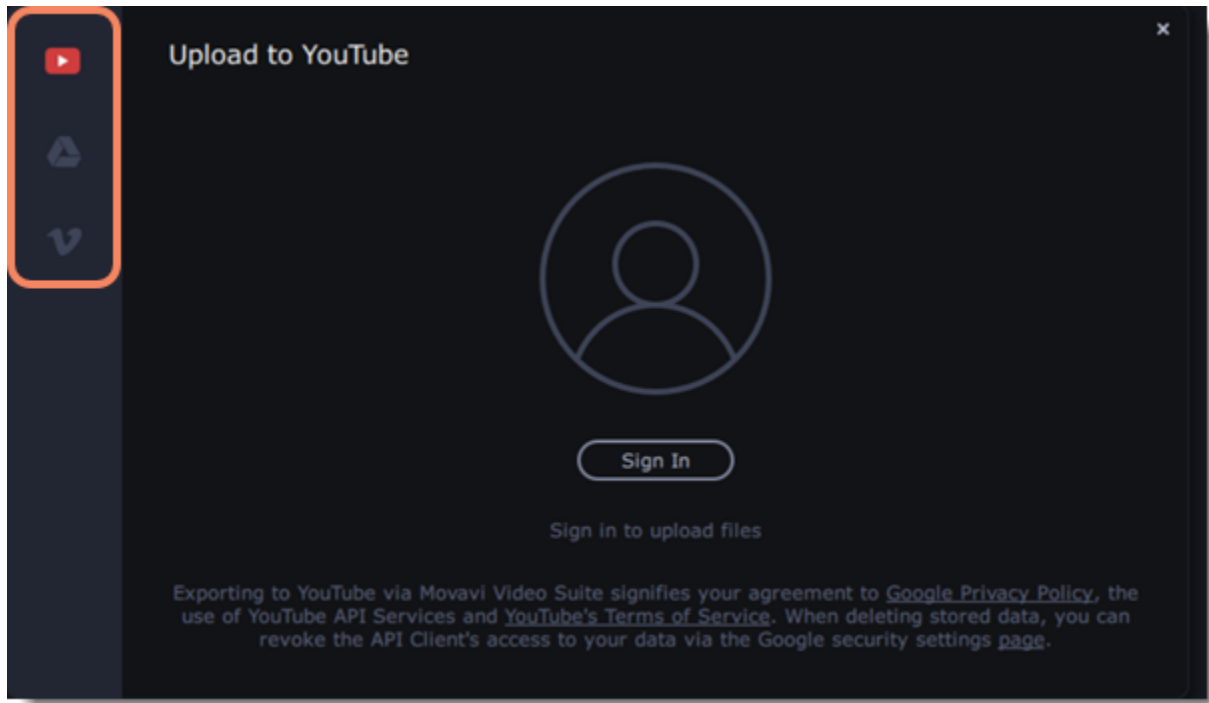 Upload to YouTube
Sign In
Sign in to upload files
Exporting to YouTube via Movavi Video Suite signifies your agreement to Google Privacy Policy, the
use of YouTube API Services and YouTube's Terms of Service. When deleting stored data, you can
revoke the API Client's access to your data via the Google security settings page.